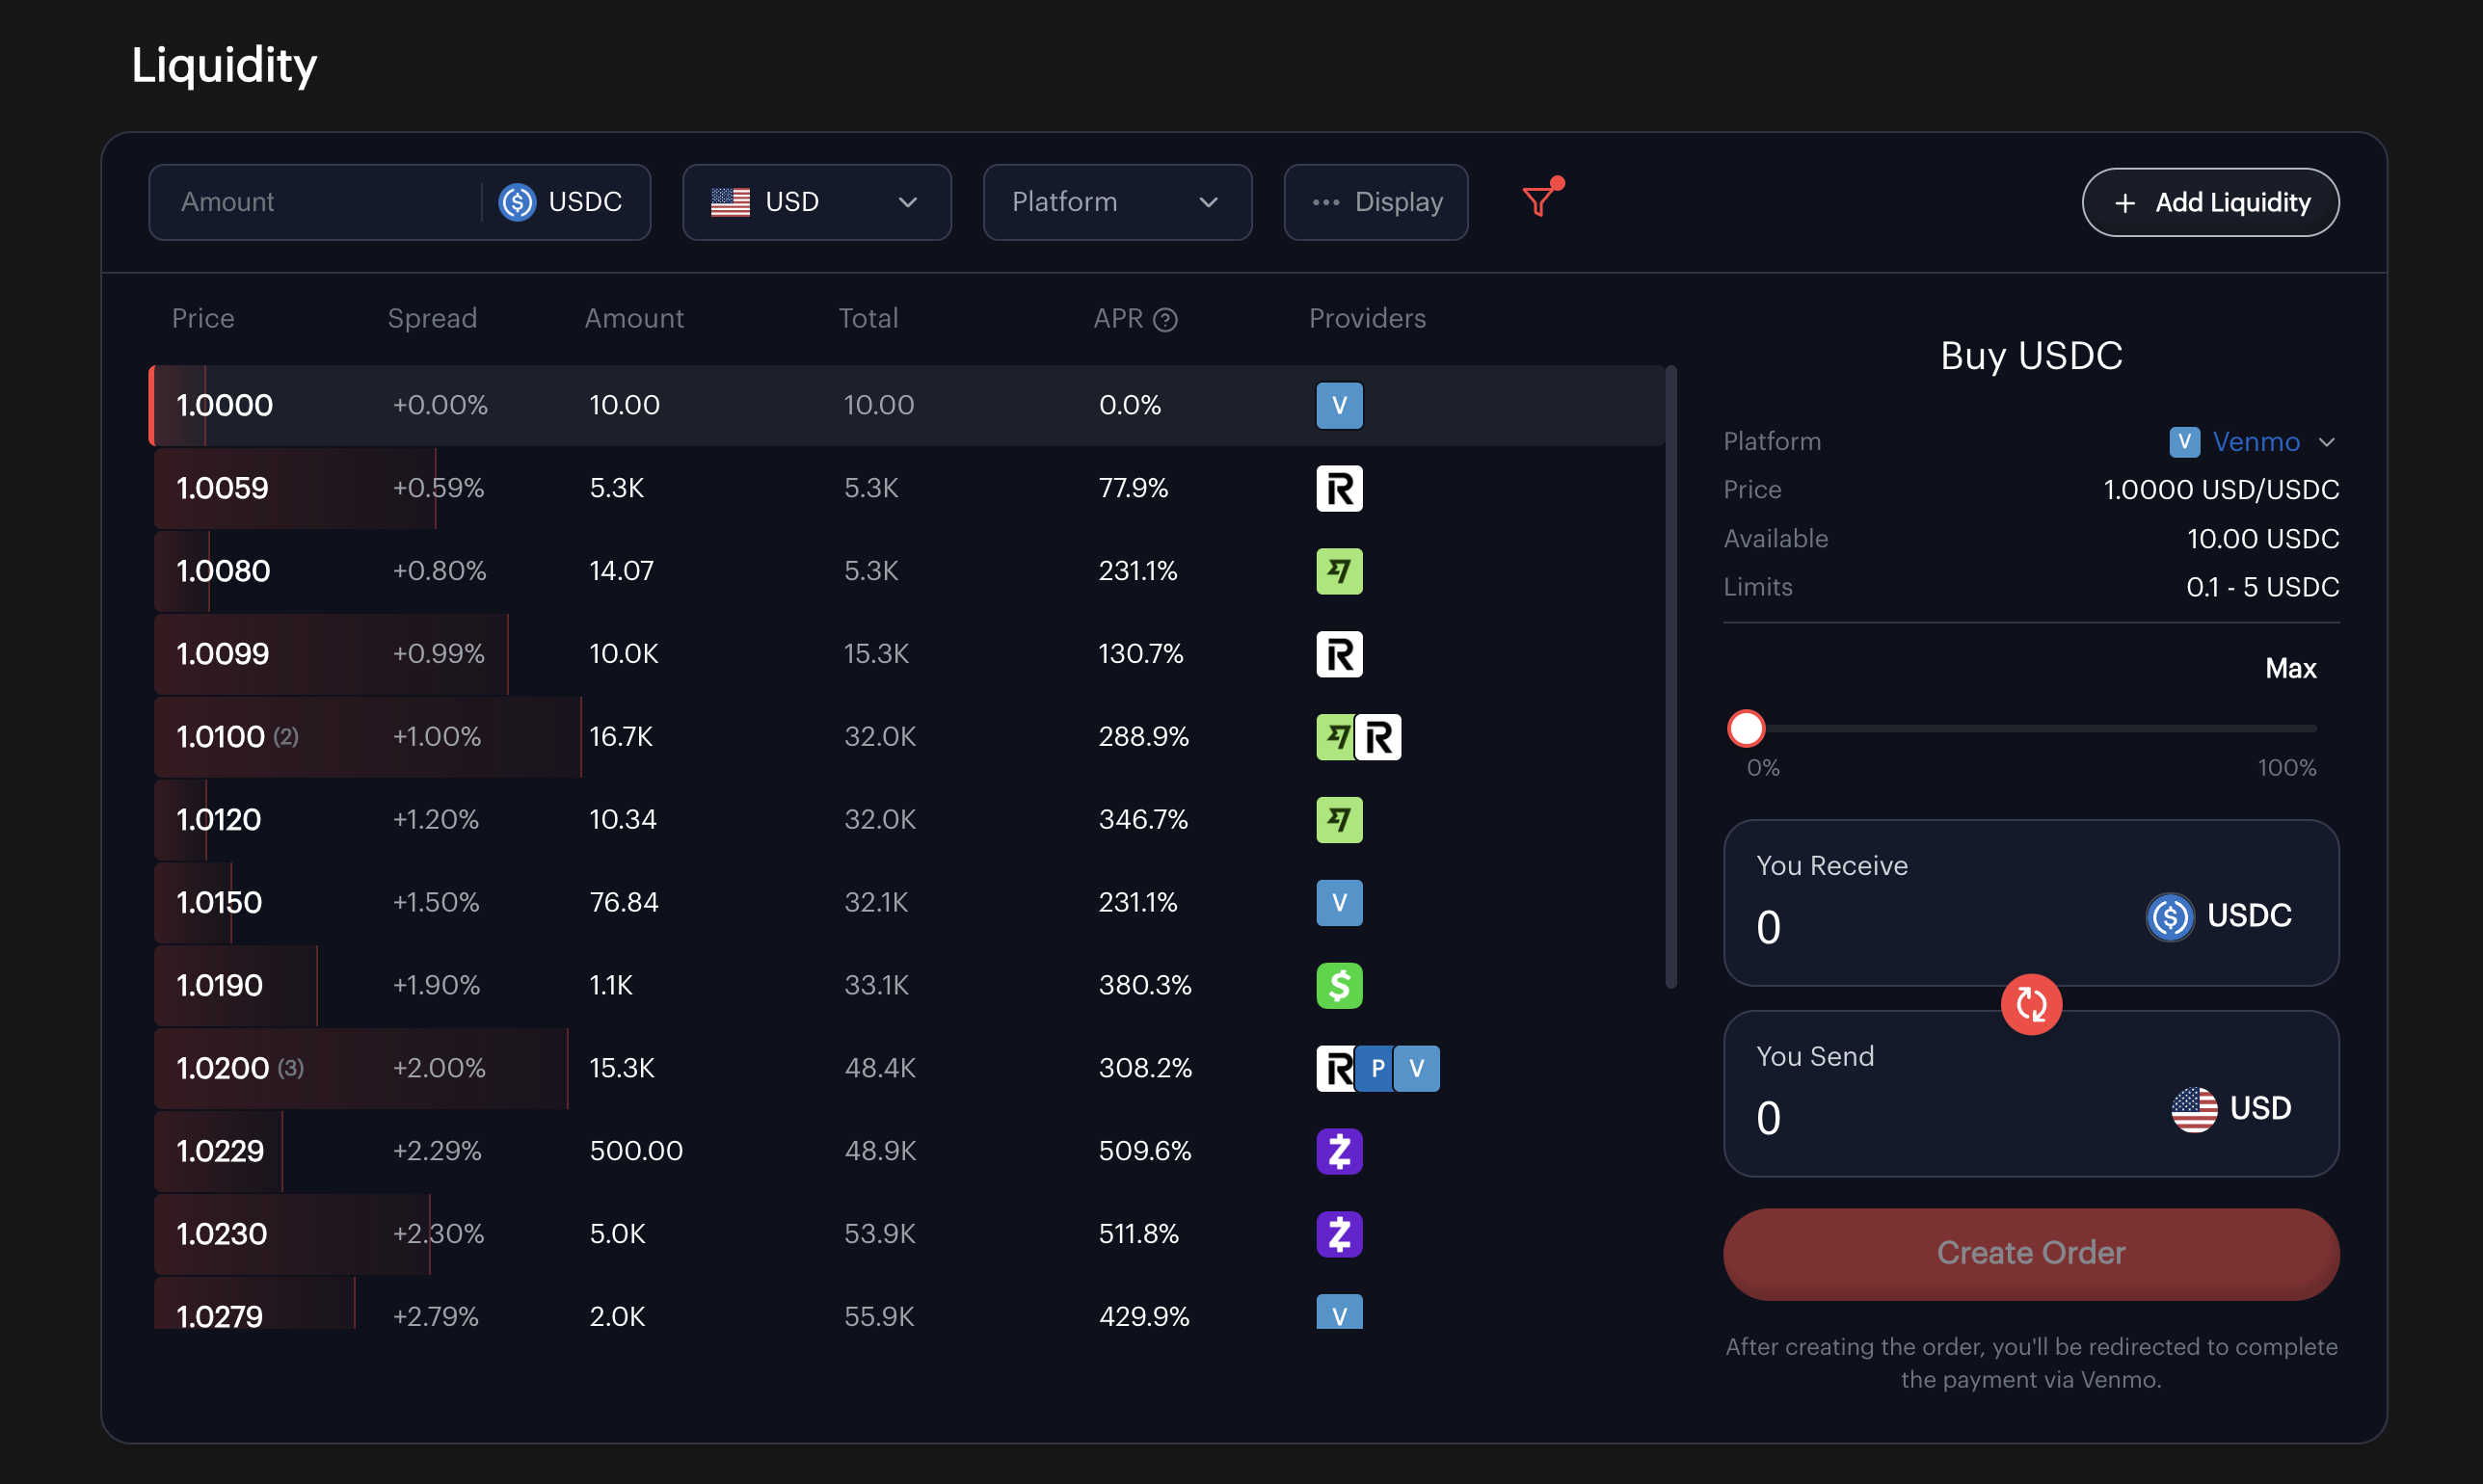 Liquidity
Amount USDC USD Platform ··· Display + Add Liquidity
Price Spread Amount Total APR ? Providers
1.0000 +0.00% 10.00 10.00 0.0% V
1.0059 +0.59% 5.3K 5.3K 77.9% R
1.0080 +0.80% 14.07 5.3K 231.1%
1.0099 +0.99% 10.0K 15.3K 130.7% R
1.0100 (2) +1.00% 16.7K 32.0K 288.9% R
1.0120 +1.20% 10.34 32.0K 346.7%
1.0150 +1.50% 76.84 32.1K 231.1% V
1.0190 +1.90% 1.1K 33.1K 380.3% $
1.0200 (3) +2.00% 15.3K 48.4K 308.2% R P V
1.0229 +2.29% 500.00 48.9K 509.6%
1.0230 +2.30% 5.0K 53.9K 511.8%
1.0279 +2.79% 2.0K 55.9K 429.9% V
Buy USDC
Platform V Venmo
Price 1.0000 USD/USDC
Available 10.00 USDC
Limits 0.1 - 5 USDC
Max
0% 100%
You Receive
0 $ USDC
You Send
0 USD
Create Order
After creating the order, you'll be redirected to complete
the payment via Venmo.